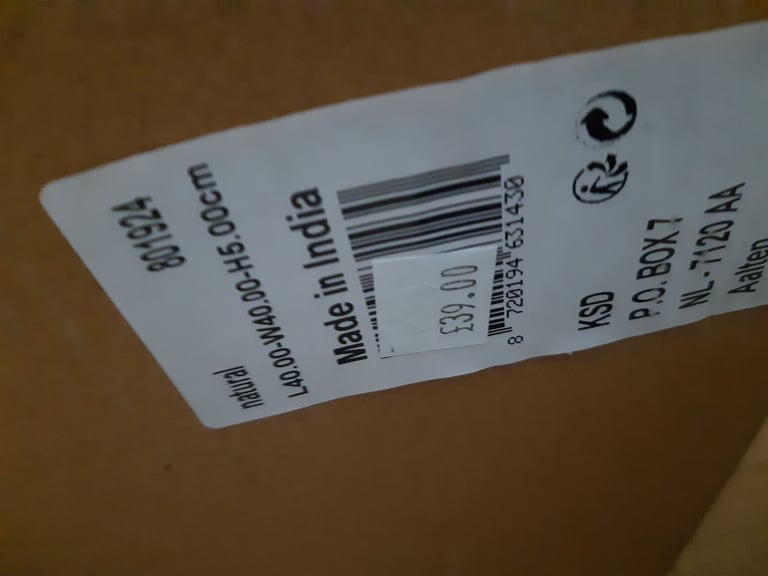 801924
natural
L40.00-W40.00-H5.00cm
Made in India
£39.00
8 720194 631430
KSD
P.O. BOX 7
NL - 7120 AA
Aalten